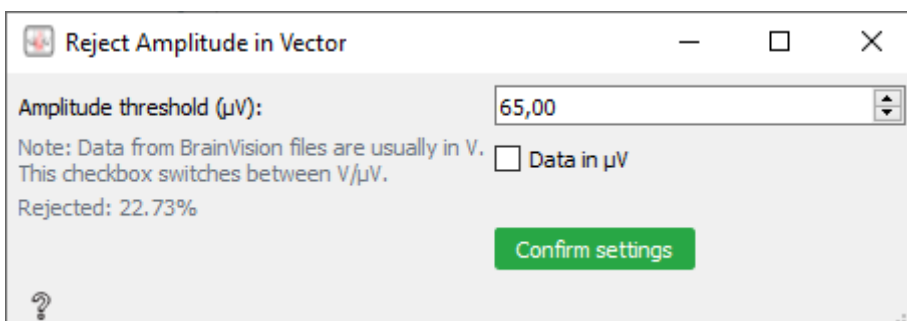 Reject Amplitude in Vector
Amplitude threshold (µV):
65,00
Note: Data from BrainVision files are usually in V.
This checkbox switches between V/µV.
Data in µV
Rejected: 22.73%
Confirm settings
?